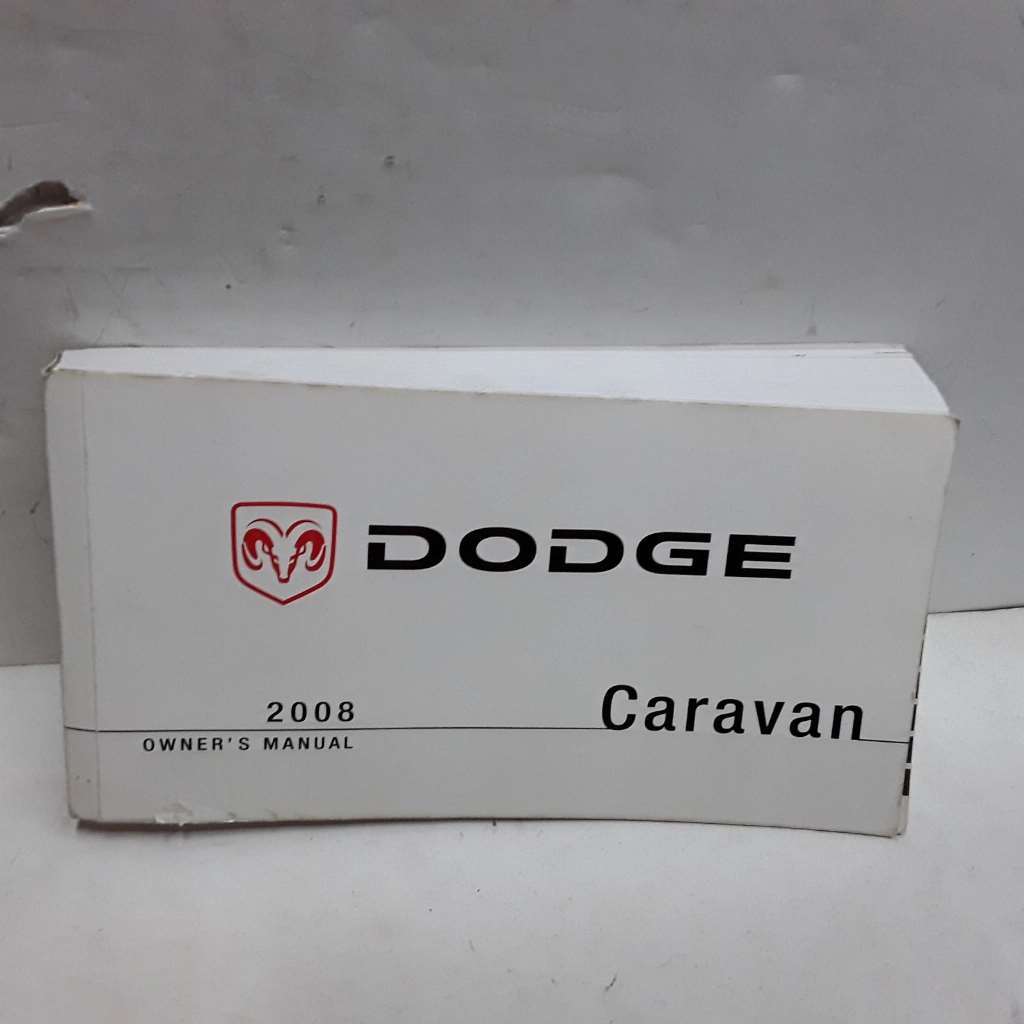 DODGE
Caravan
2008
OWNER'S MANUAL